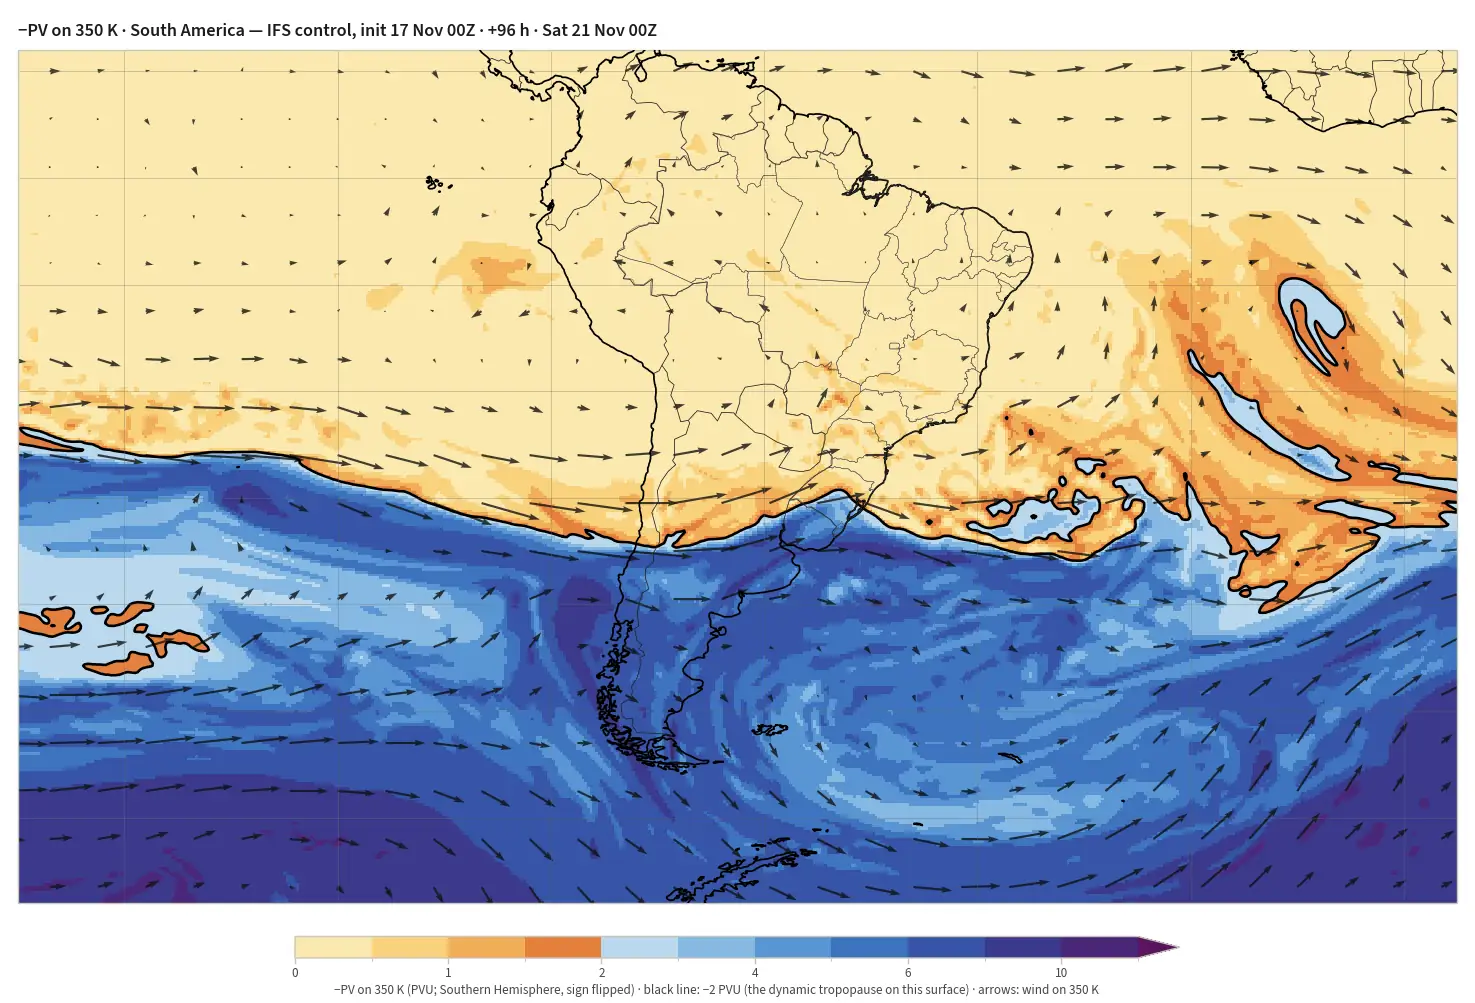 −PV on 350 K · South America — IFS control, init 17 Nov 00Z · +96 h · Sat 21 Nov 00Z
0 1 2 4 6 10
−PV on 350 K (PVU; Southern Hemisphere, sign flipped) · black line: −2 PVU (the dynamic tropopause on this surface) · arrows: wind on 350 K